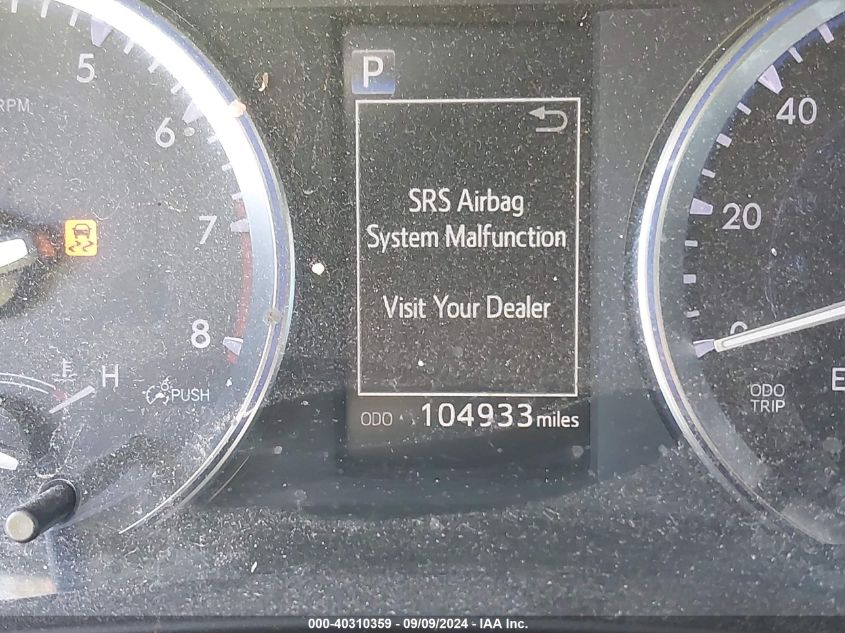 5
RPM
6
7
8
H
PUSH
P
SRS Airbag
System Malfunction
Visit Your Dealer
ODO 104933 miles
40
20
0
E
ODO
TRIP
000-40310359 - 09/09/2024 - IAA Inc.